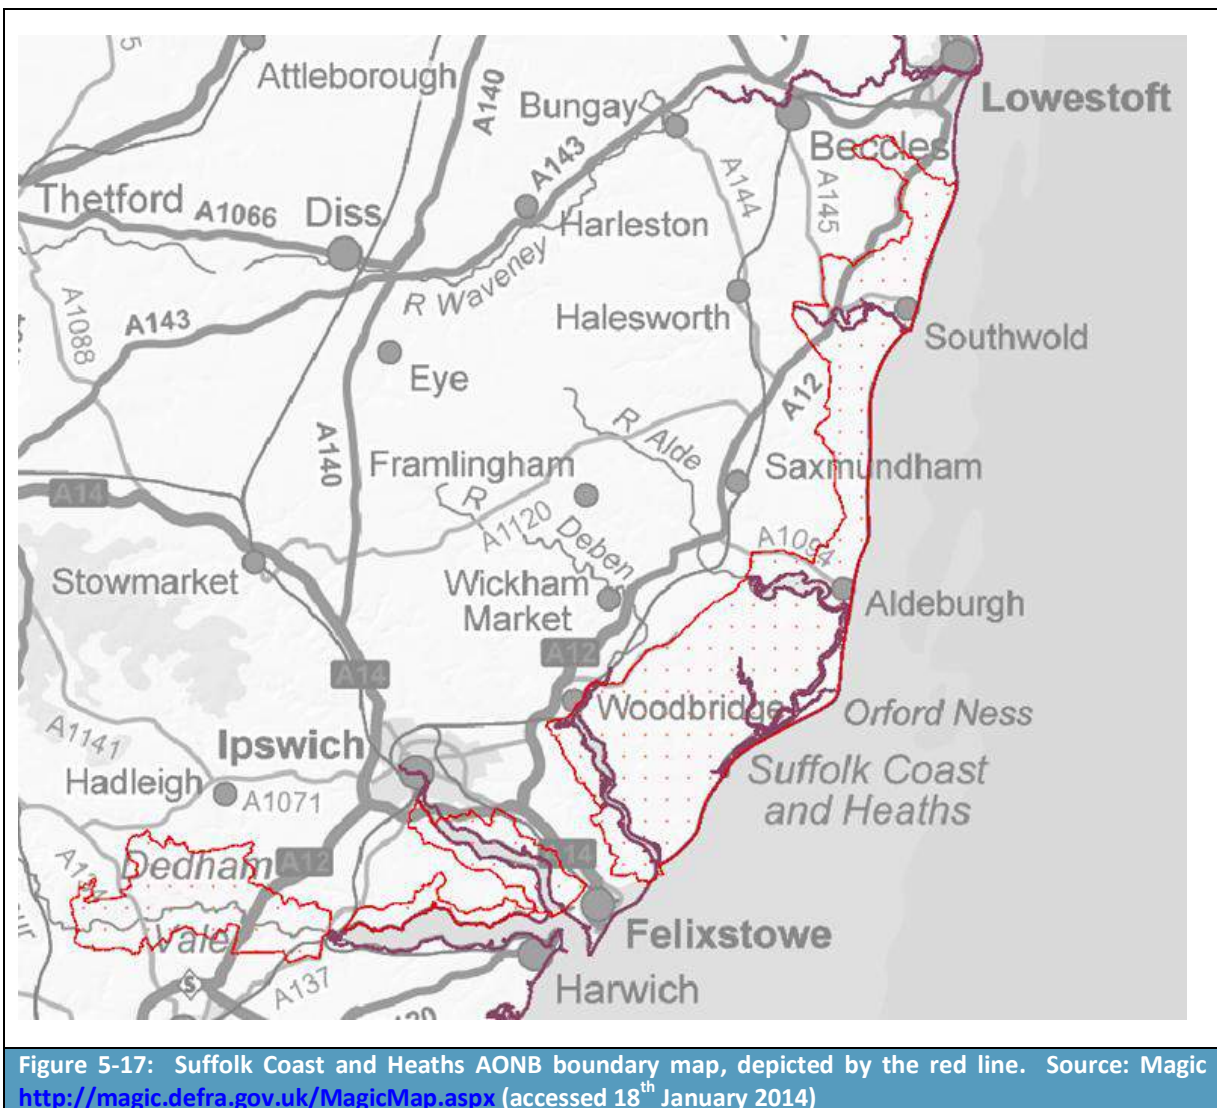 5
Attleborough
A140
Bungay
Lowestoft
A143
Beccles
Thetford
A1066
Diss
A144
A145
Harleston
R Waveney
A1088
A143
Halesworth
Southwold
Eye
A12
R Alde
A140
Framlingham
Saxmundham
A14
R
Deben
A1120
A1094
Stowmarket
Wickham
Market
Aldeburgh
A12
A14
Woodbridge
Orford Ness
A1141
Ipswich
Suffolk Coast
and Heaths
Hadleigh
A1071
Dedham
A12
A14
Vale
Felixstowe
S
A137
Harwich
Figure 5-17: Suffolk Coast and Heaths AONB boundary map, depicted by the red line. Source: Magic
http://magic.defra.gov.uk/MagicMap.aspx (accessed 18th January 2014)